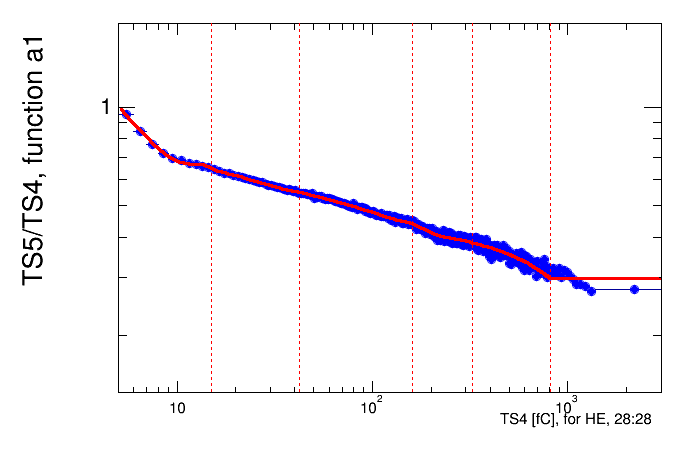 TS5/TS4, function a1
1
10
10²
10³
TS4 [fC], for HE, 28:28